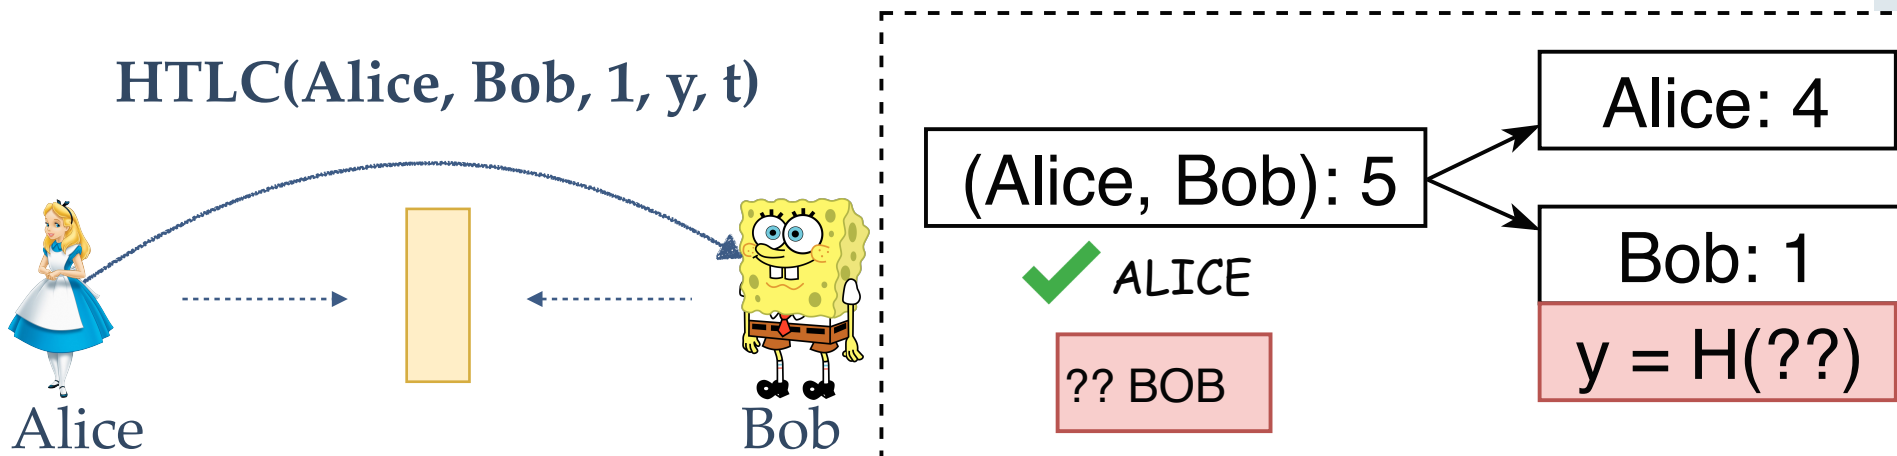 HTLC(Alice, Bob, 1, y, t)
Alice
Bob
(Alice, Bob): 5
ALICE
?? BOB
Alice: 4
Bob: 1
y = H(??)